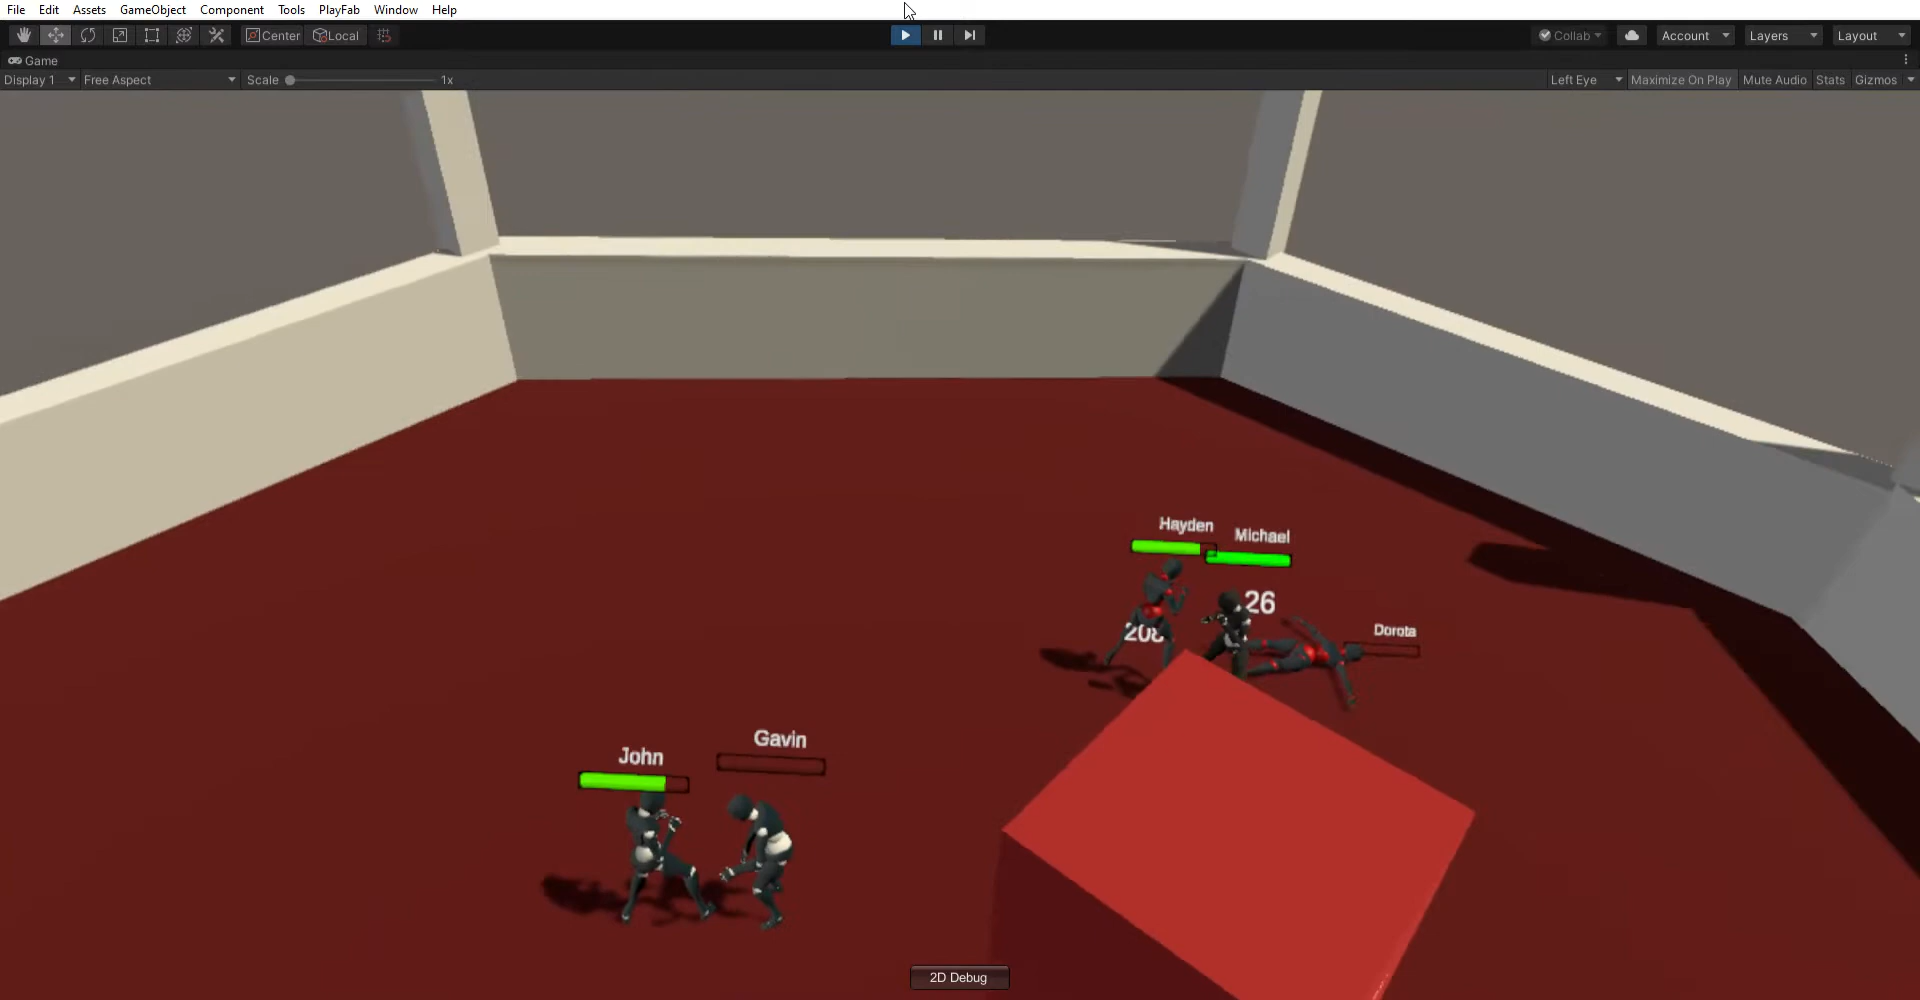 File Edit Assets GameObject Component Tools PlayFab Window Help
Center Local Collab Account Layers Layout
Game
Display 1 Free Aspect Scale 1x Left Eye Maximize On Play Mute Audio Stats Gizmos
Hayden
Michael
26
208
Dorota
Gavin
John
2D Debug